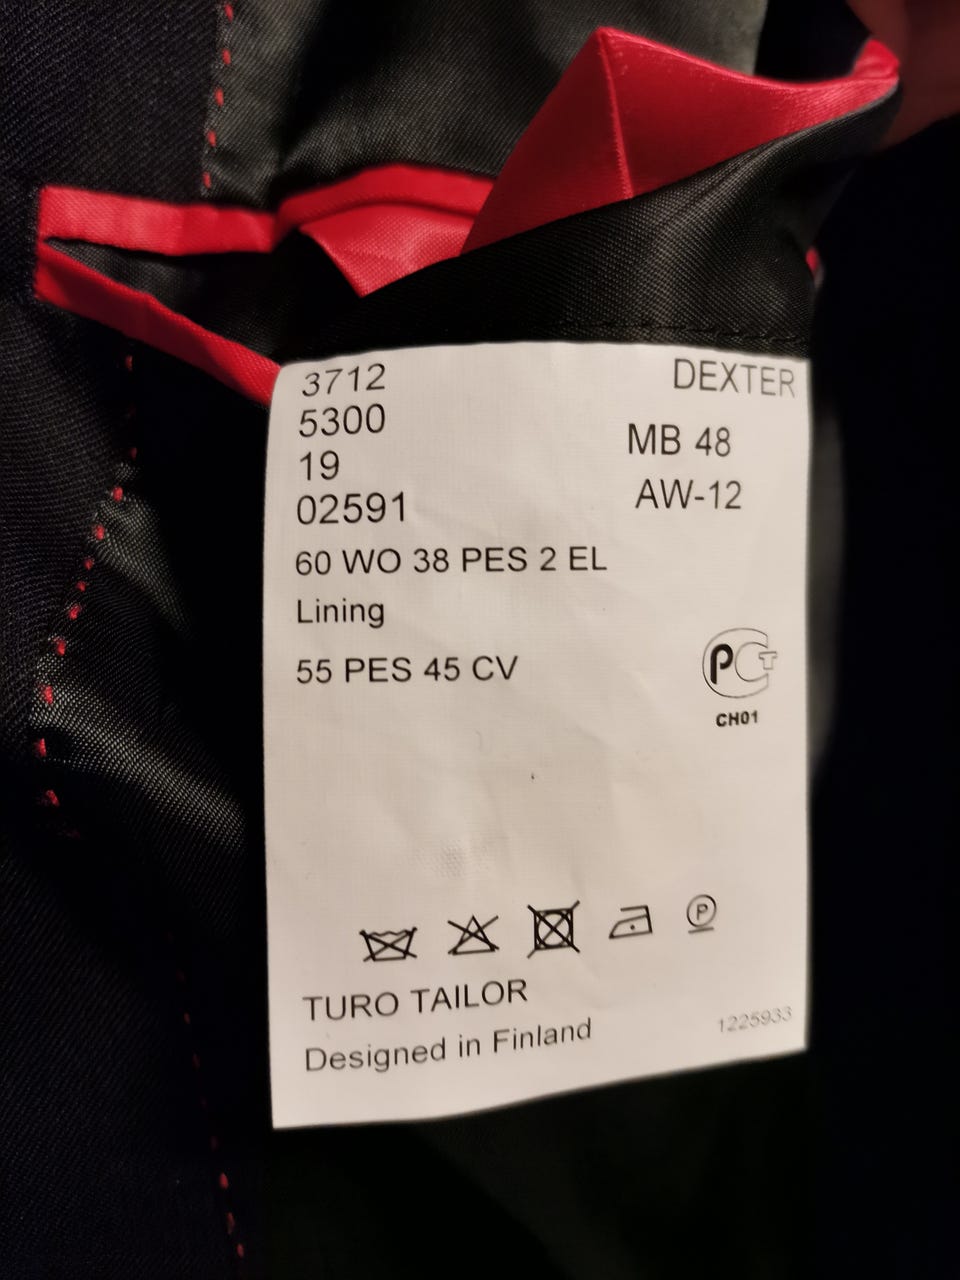 3712
DEXTER
5300
MB 48
19
AW-12
02591
60 WO 38 PES 2 EL
Lining
55 PES 45 CV
PCT
CH01
P
TURO TAILOR
Designed in Finland
1225933